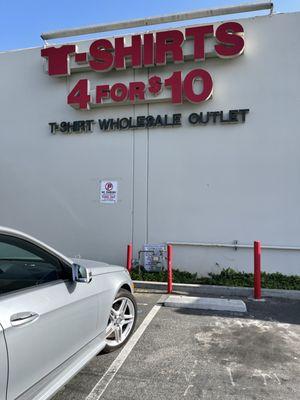 T-SHIRTS
4 FOR $10
T-SHIRT WHOLESALE OUTLET